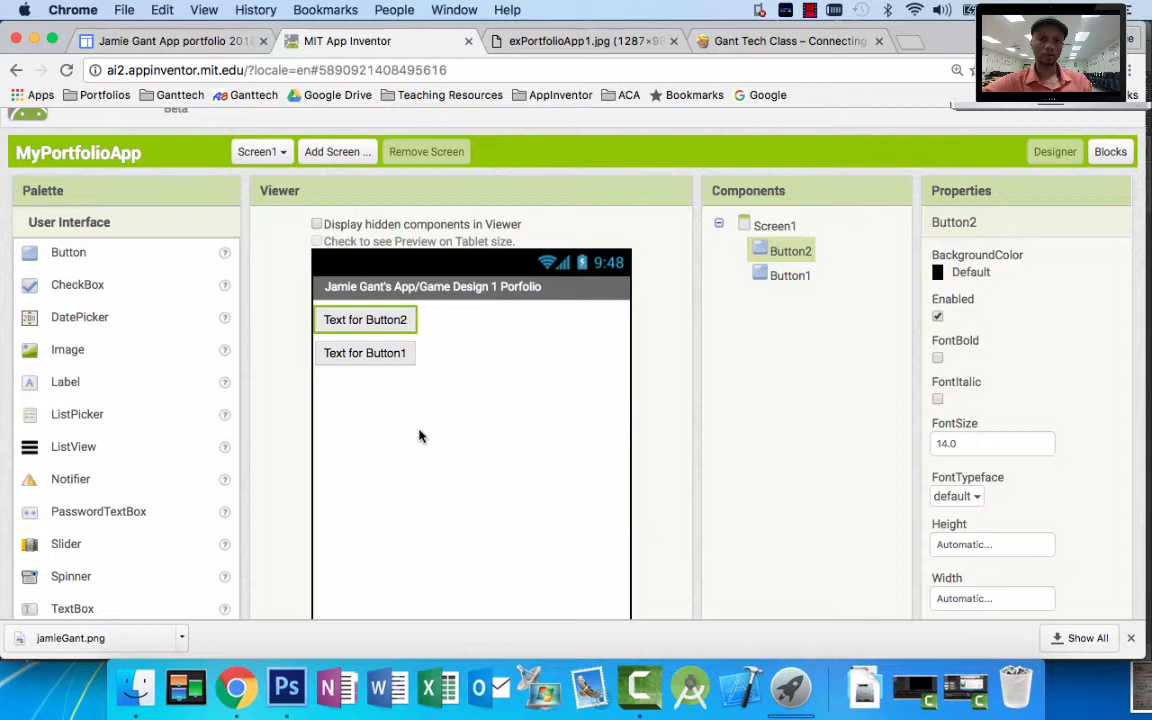 Chrome File Edit View History Bookmarks People Window Help
Jamie Gant App portfolio 2018
MIT App Inventor
exPortfolioApp1.jpg (1287×98
Gant Tech Class – Connecting
ai2.appinventor.mit.edu/?locale=en#5890921408495616
Apps Portfolios Ganttech Ganttech Google Drive Teaching Resources AppInventor ACA Bookmarks Google
Beta
MyPortfolioApp Screen1 Add Screen ... Remove Screen Designer Blocks
Palette Viewer Components Properties
User Interface
Button
CheckBox
DatePicker
Image
Label
ListPicker
ListView
Notifier
PasswordTextBox
Slider
Spinner
TextBox
Display hidden components in Viewer
Check to see Preview on Tablet size.
9:48
Jamie Gant's App/Game Design 1 Porfolio
Text for Button2
Text for Button1
Screen1
Button2
Button1
Button2
BackgroundColor
Default
Enabled
FontBold
FontItalic
FontSize
14.0
FontTypeface
default
Height
Automatic...
Width
Automatic...
jamieGant.png
Show All